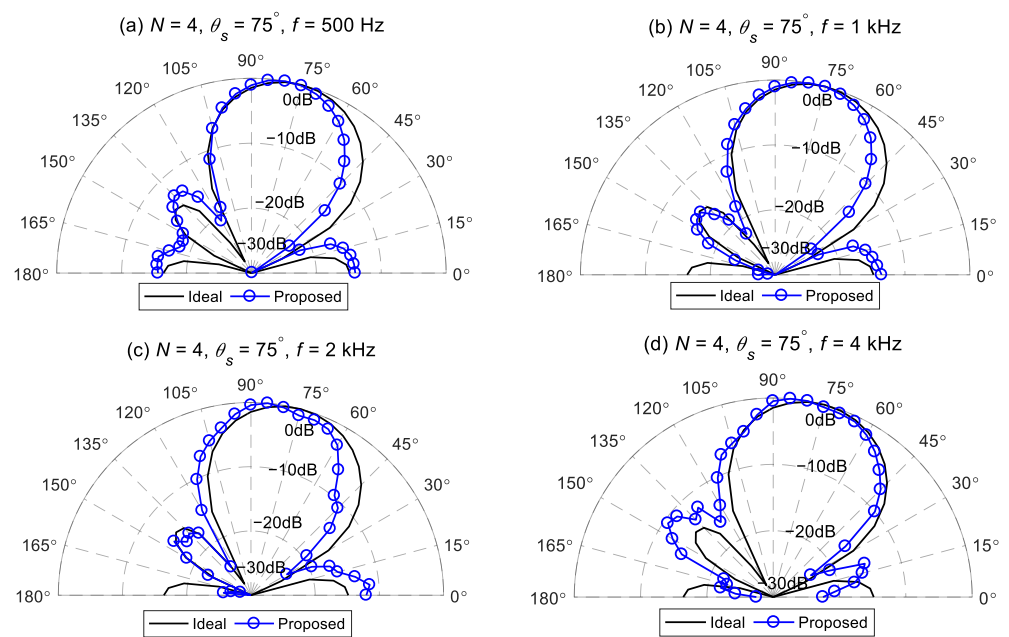 (a) N = 4, θs = 75°, f = 500 Hz
90°
105°
75°
120°
60°
135°
45°
150°
30°
165°
15°
180°
0°
0dB
−10dB
−20dB
−30dB
Ideal
Proposed
(b) N = 4, θs = 75°, f = 1 kHz
90°
105°
75°
120°
60°
135°
45°
150°
30°
165°
15°
180°
0°
0dB
−10dB
−20dB
−30dB
Ideal
Proposed
(c) N = 4, θs = 75°, f = 2 kHz
90°
105°
75°
120°
60°
135°
45°
150°
30°
165°
15°
180°
0°
0dB
−10dB
−20dB
−30dB
Ideal
Proposed
(d) N = 4, θs = 75°, f = 4 kHz
90°
105°
75°
120°
60°
135°
45°
150°
30°
165°
15°
180°
0°
0dB
−10dB
−20dB
−30dB
Ideal
Proposed